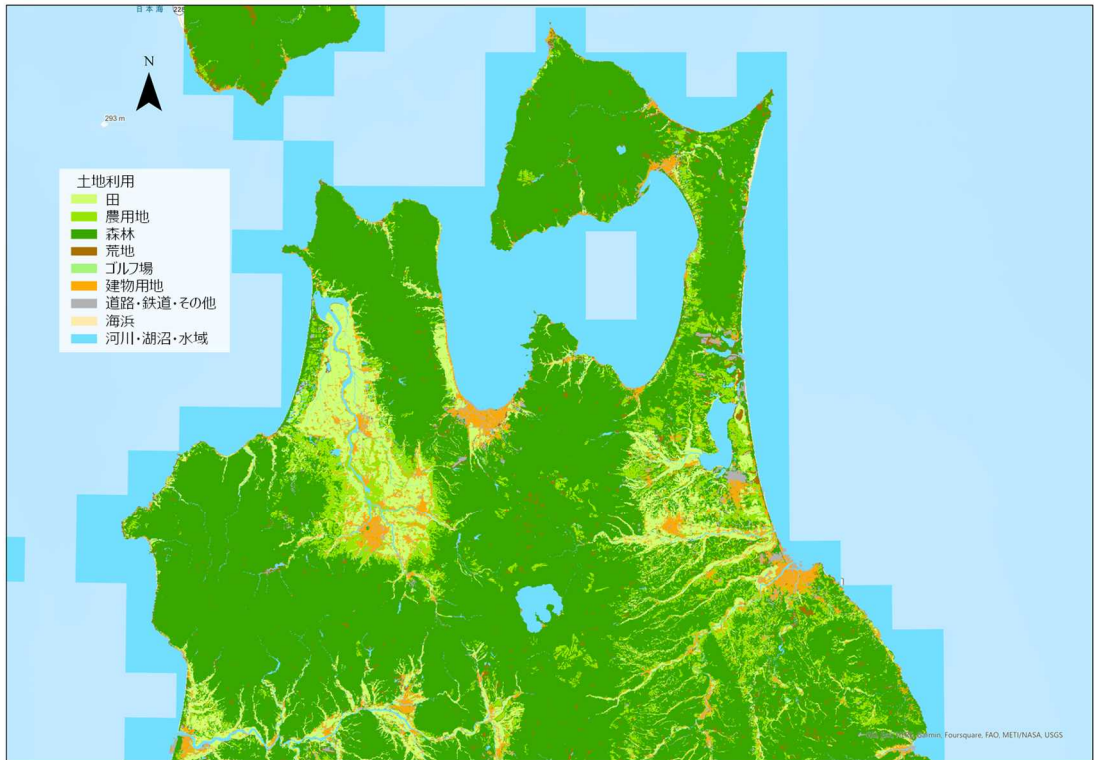 日本海
228
N
293 m
土地利用
田
農用地
森林
荒地
ゴルフ場
建物用地
道路・鉄道・その他
海浜
河川・湖沼・水域
Garmin, Foursquare, FAO, METI/NASA, USGS